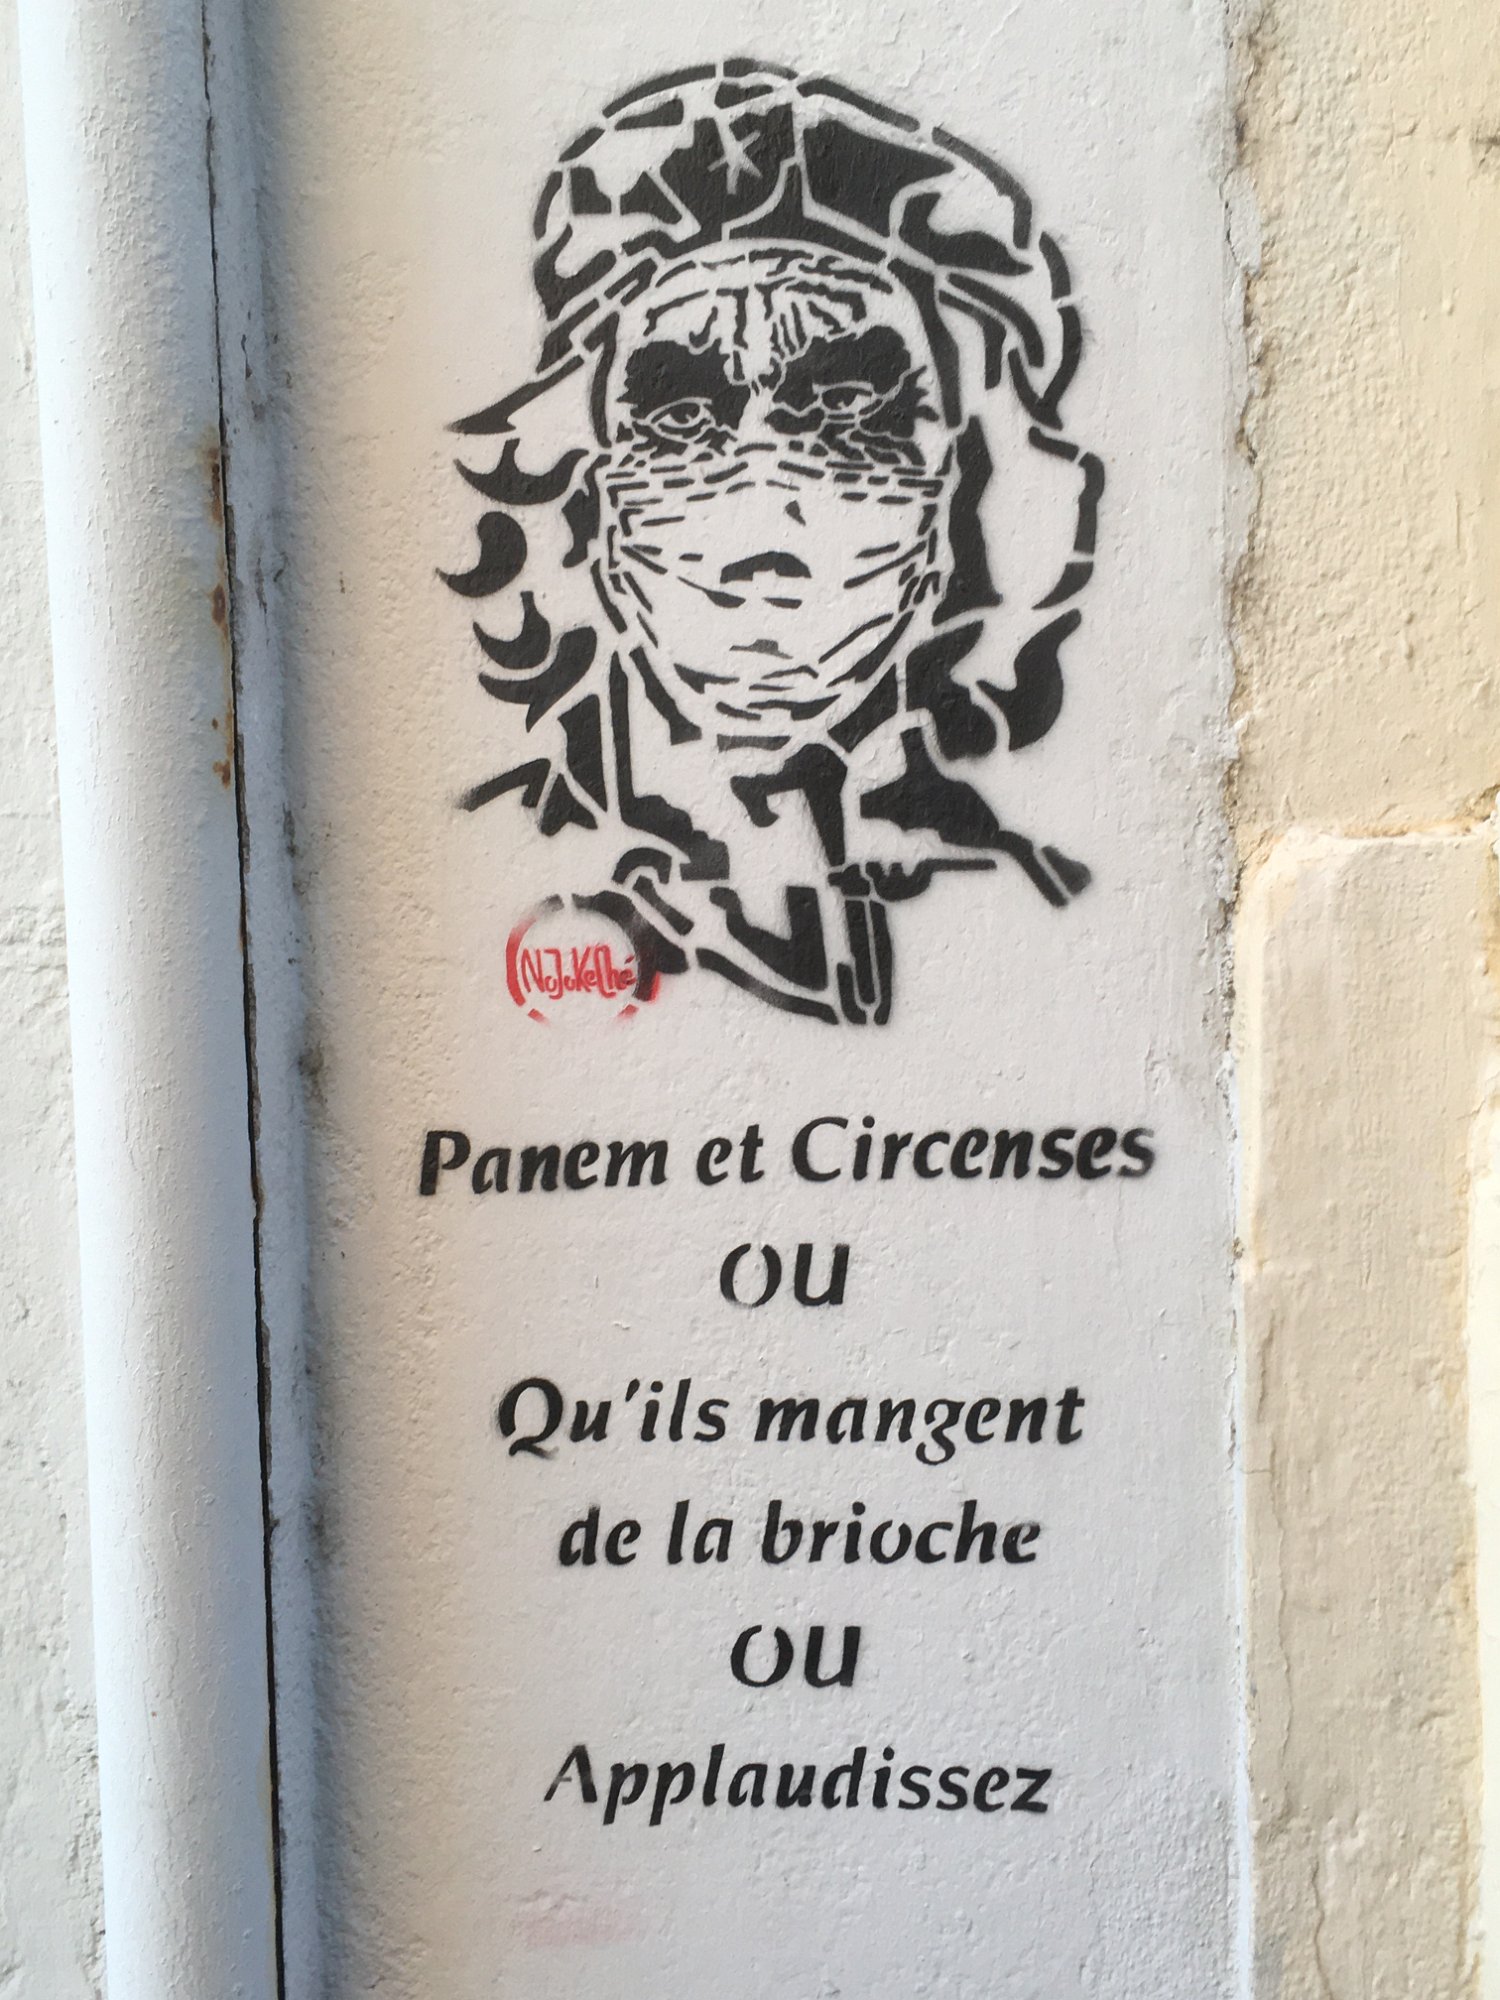 NoJoKeChé
Panem et Circenses
OU
Qu'ils mangent
de la brioche
OU
Applaudissez